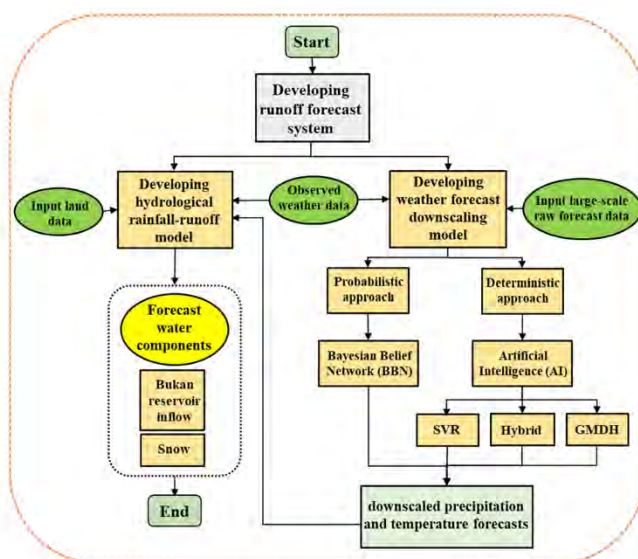 Start
Developing
runoff forecast
system
Input land
data
Developing
hydrological
rainfall-runoff
model
Observed
weather data
Developing
weather forecast
downscaling
model
Input large-scale
raw forecast data
Probabilistic
approach
Deterministic
approach
Forecast
water
components
Bayesian Belief
Network (BBN)
Artificial
Intelligence (AI)
Bukan
reservoir
inflow
SVR
Hybrid
GMDH
Snow
End
downscaled precipitation
and temperature forecasts